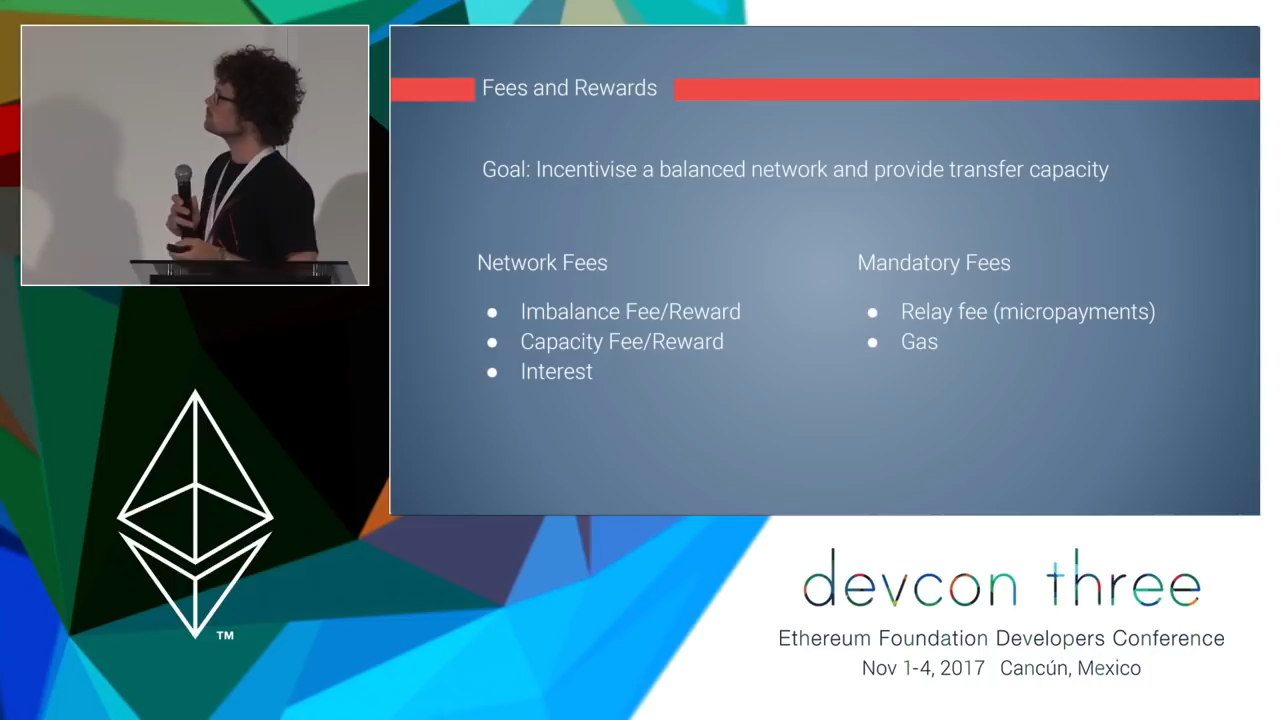 Fees and Rewards
Goal: Incentivise a balanced network and provide transfer capacity
Network Fees
● Imbalance Fee/Reward
● Capacity Fee/Reward
● Interest
Mandatory Fees
● Relay fee (micropayments)
● Gas
TM
devcon three
Ethereum Foundation Developers Conference
Nov 1-4, 2017 Cancún, Mexico